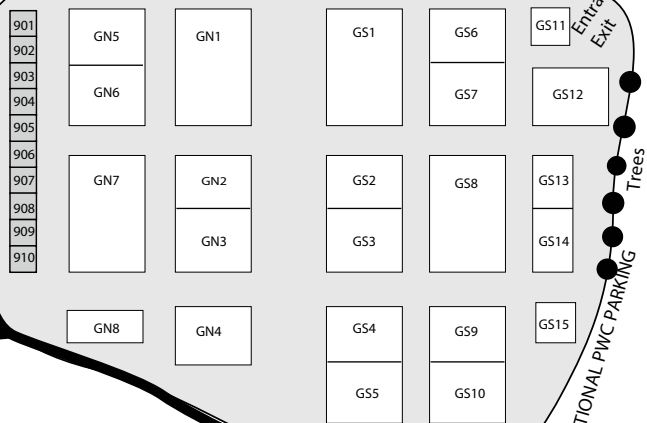 901
902
903
904
905
906
907
908
909
910
GN5
GN6
GN1
GS1
GS6
GS7
GS11
GS12
GN7
GN2
GN3
GS2
GS3
GS8
GS13
GS14
GN8
GN4
GS4
GS5
GS9
GS10
GS15
Exit
Trees
PWC PARKING